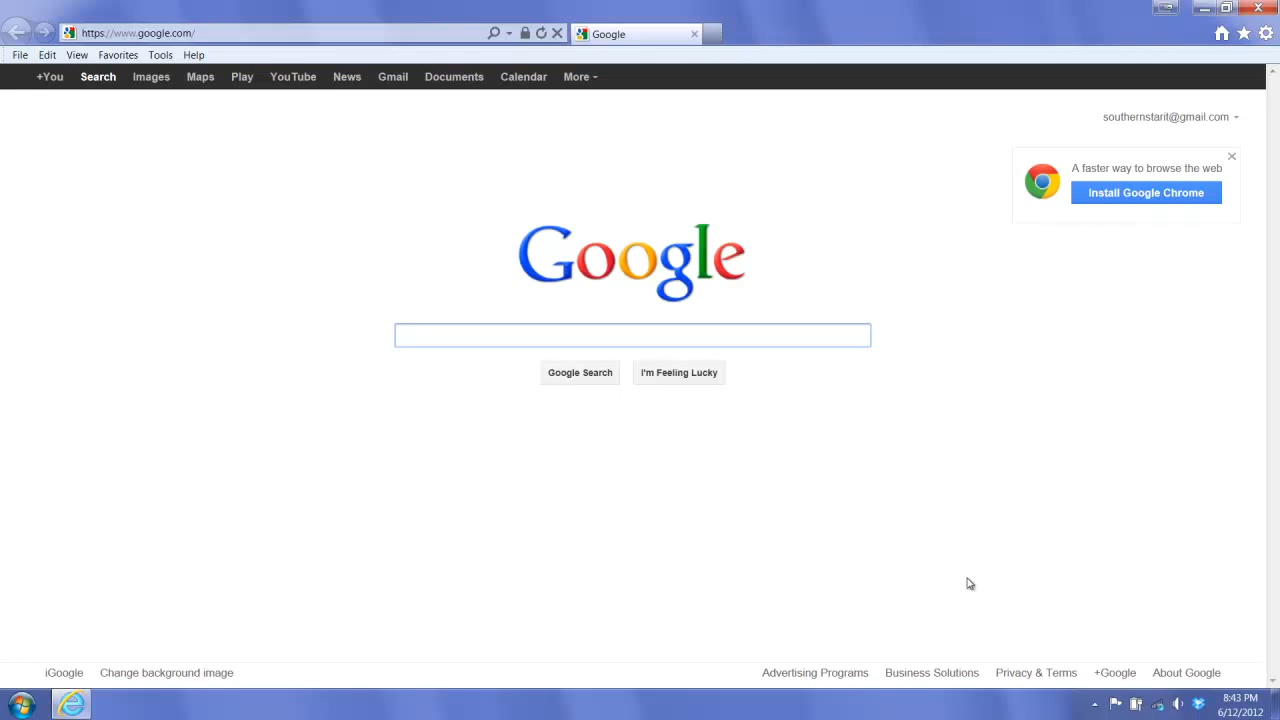 https://www.google.com/
Google
File Edit View Favorites Tools Help
+You Search Images Maps Play YouTube News Gmail Documents Calendar More
southernstarit@gmail.com
A faster way to browse the web
Install Google Chrome
Google
Google Search I'm Feeling Lucky
iGoogle Change background image Advertising Programs Business Solutions Privacy & Terms +Google About Google
8:43 PM
6/12/2012